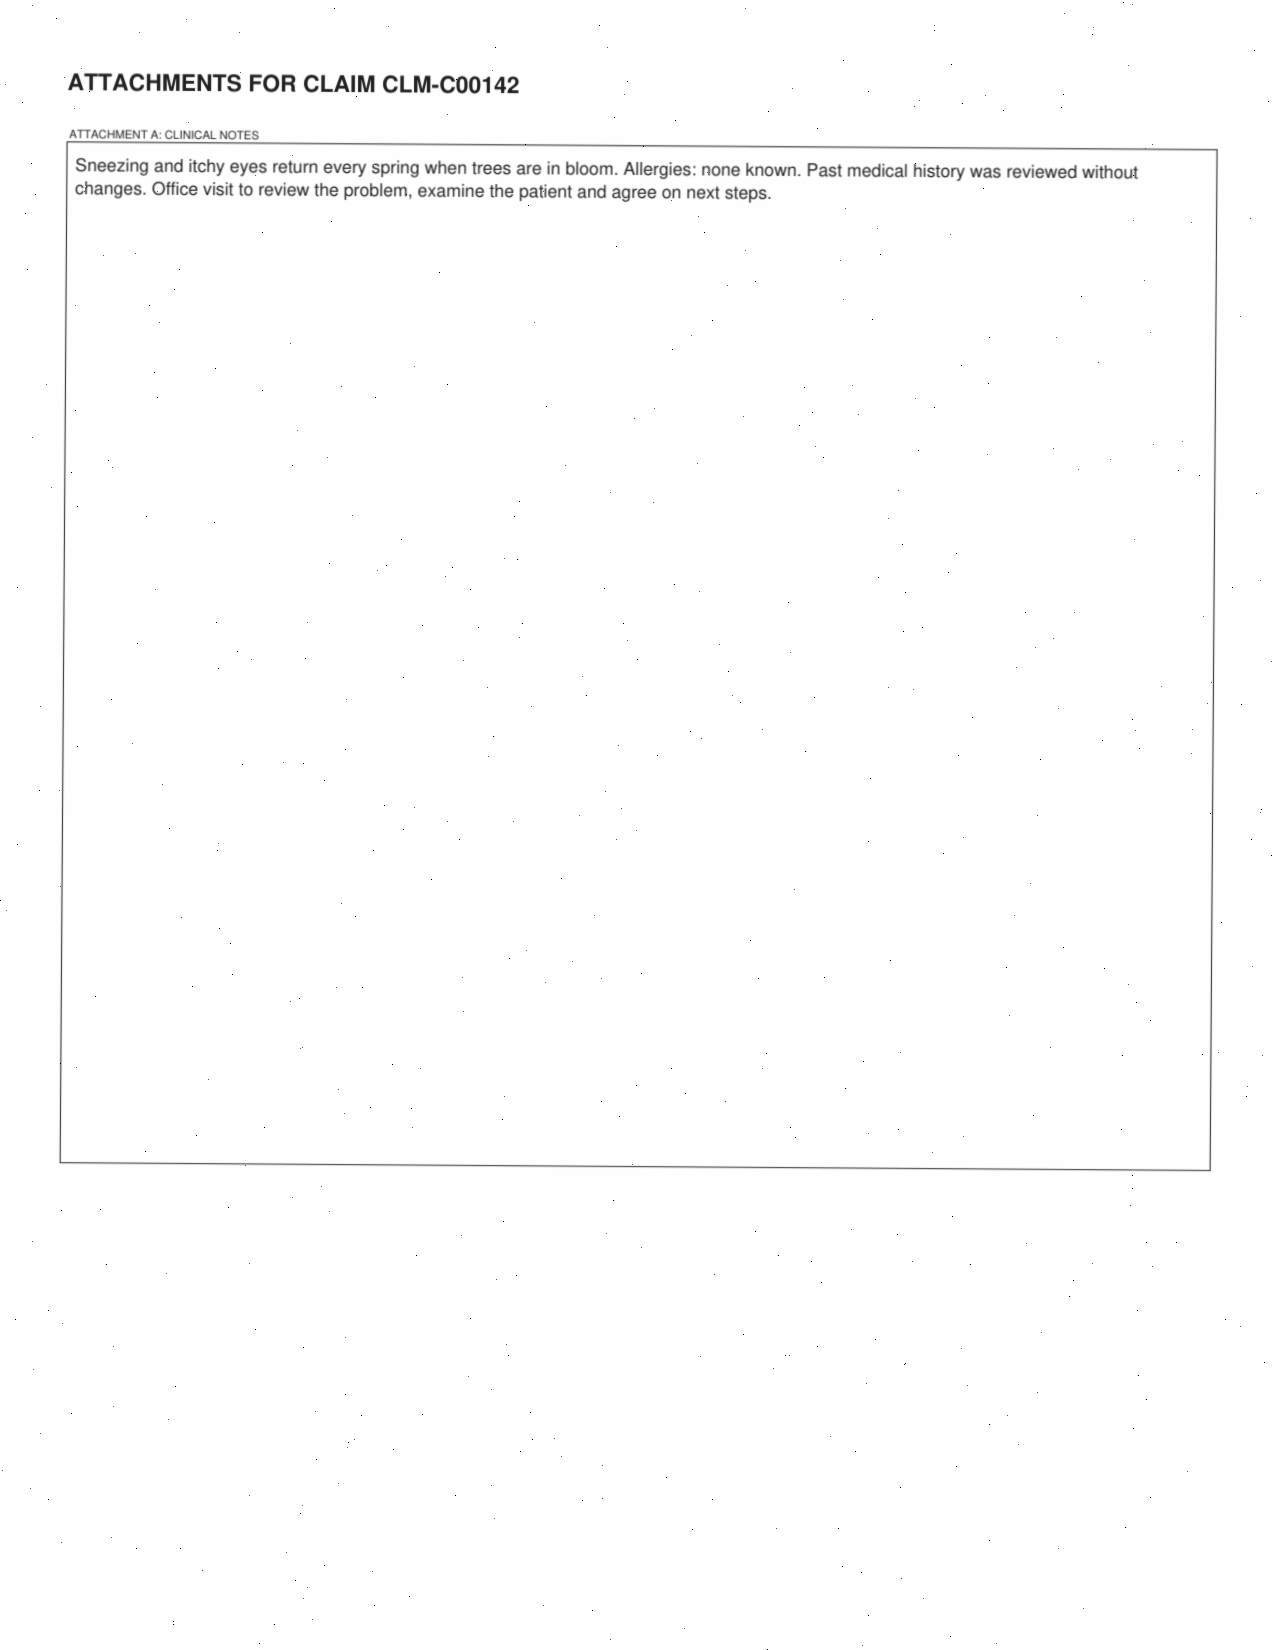 ATTACHMENTS FOR CLAIM CLM-C00142
ATTACHMENT A: CLINICAL NOTES
Sneezing and itchy eyes return every spring when trees are in bloom. Allergies: none known. Past medical history was reviewed without
changes. Office visit to review the problem, examine the patient and agree on next steps.